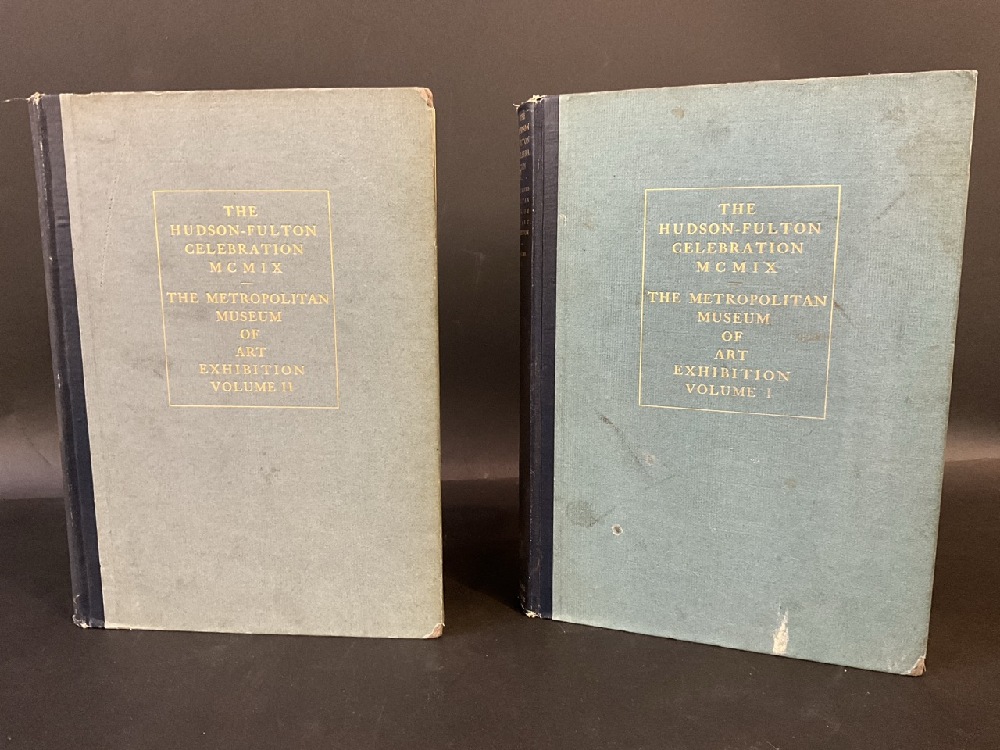 THE
HUDSON-FULTON
CELEBRATION
MCMIX
THE METROPOLITAN
MUSEUM
OF
ART
EXHIBITION
VOLUME II
THE
HUDSON-FULTON
CELEBRATION
MCMIX
THE METROPOLITAN
MUSEUM
OF
ART
EXHIBITION
VOLUME I